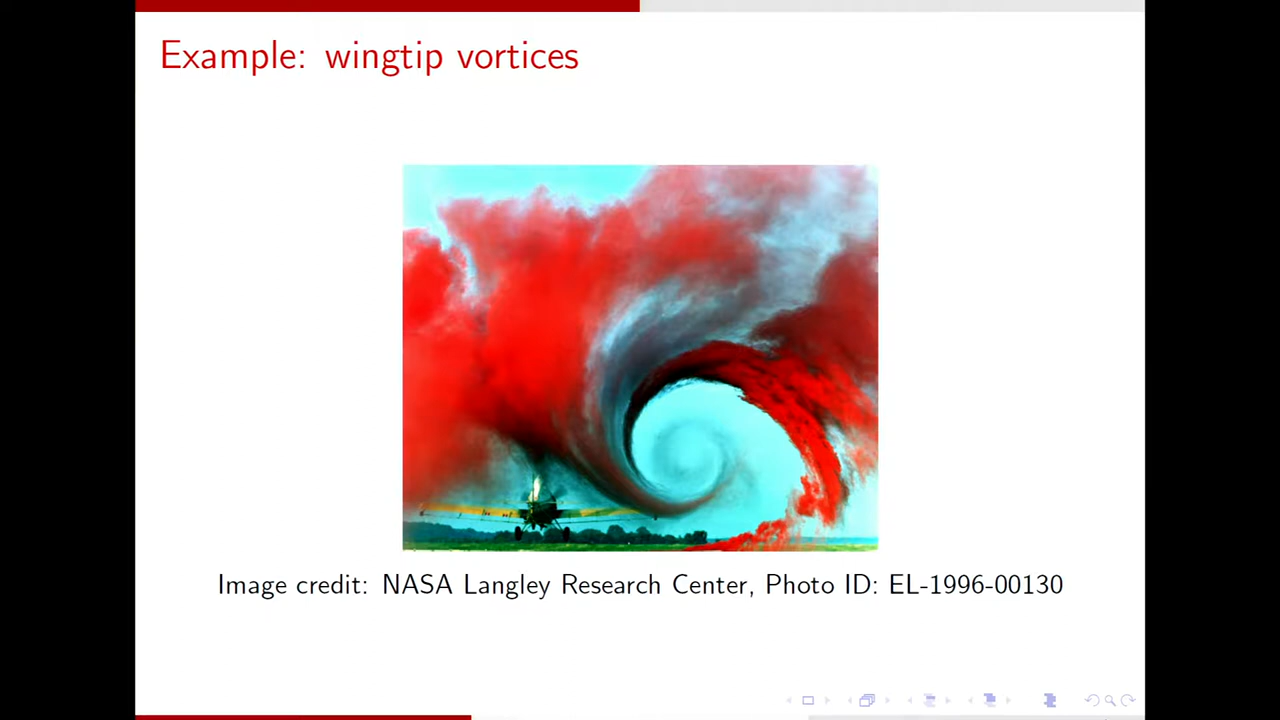 Example: wingtip vortices
Image credit: NASA Langley Research Center, Photo ID: EL-1996-00130